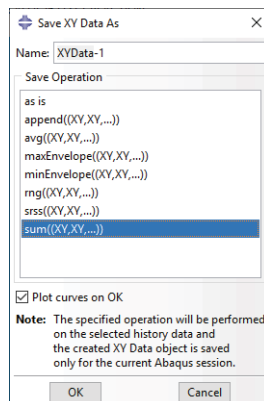 Save XY Data As
Name: XYData-1
Save Operation
as is
append((XY,XY,...))
avg((XY,XY,...))
maxEnvelope((XY,XY,...))
minEnvelope((XY,XY,...))
rng((XY,XY,...))
srss((XY,XY,...))
sum((XY,XY,...))
Plot curves on OK
Note: The specified operation will be performed
on the selected history data and
the created XY Data object is saved
only for the current Abaqus session.
OK Cancel